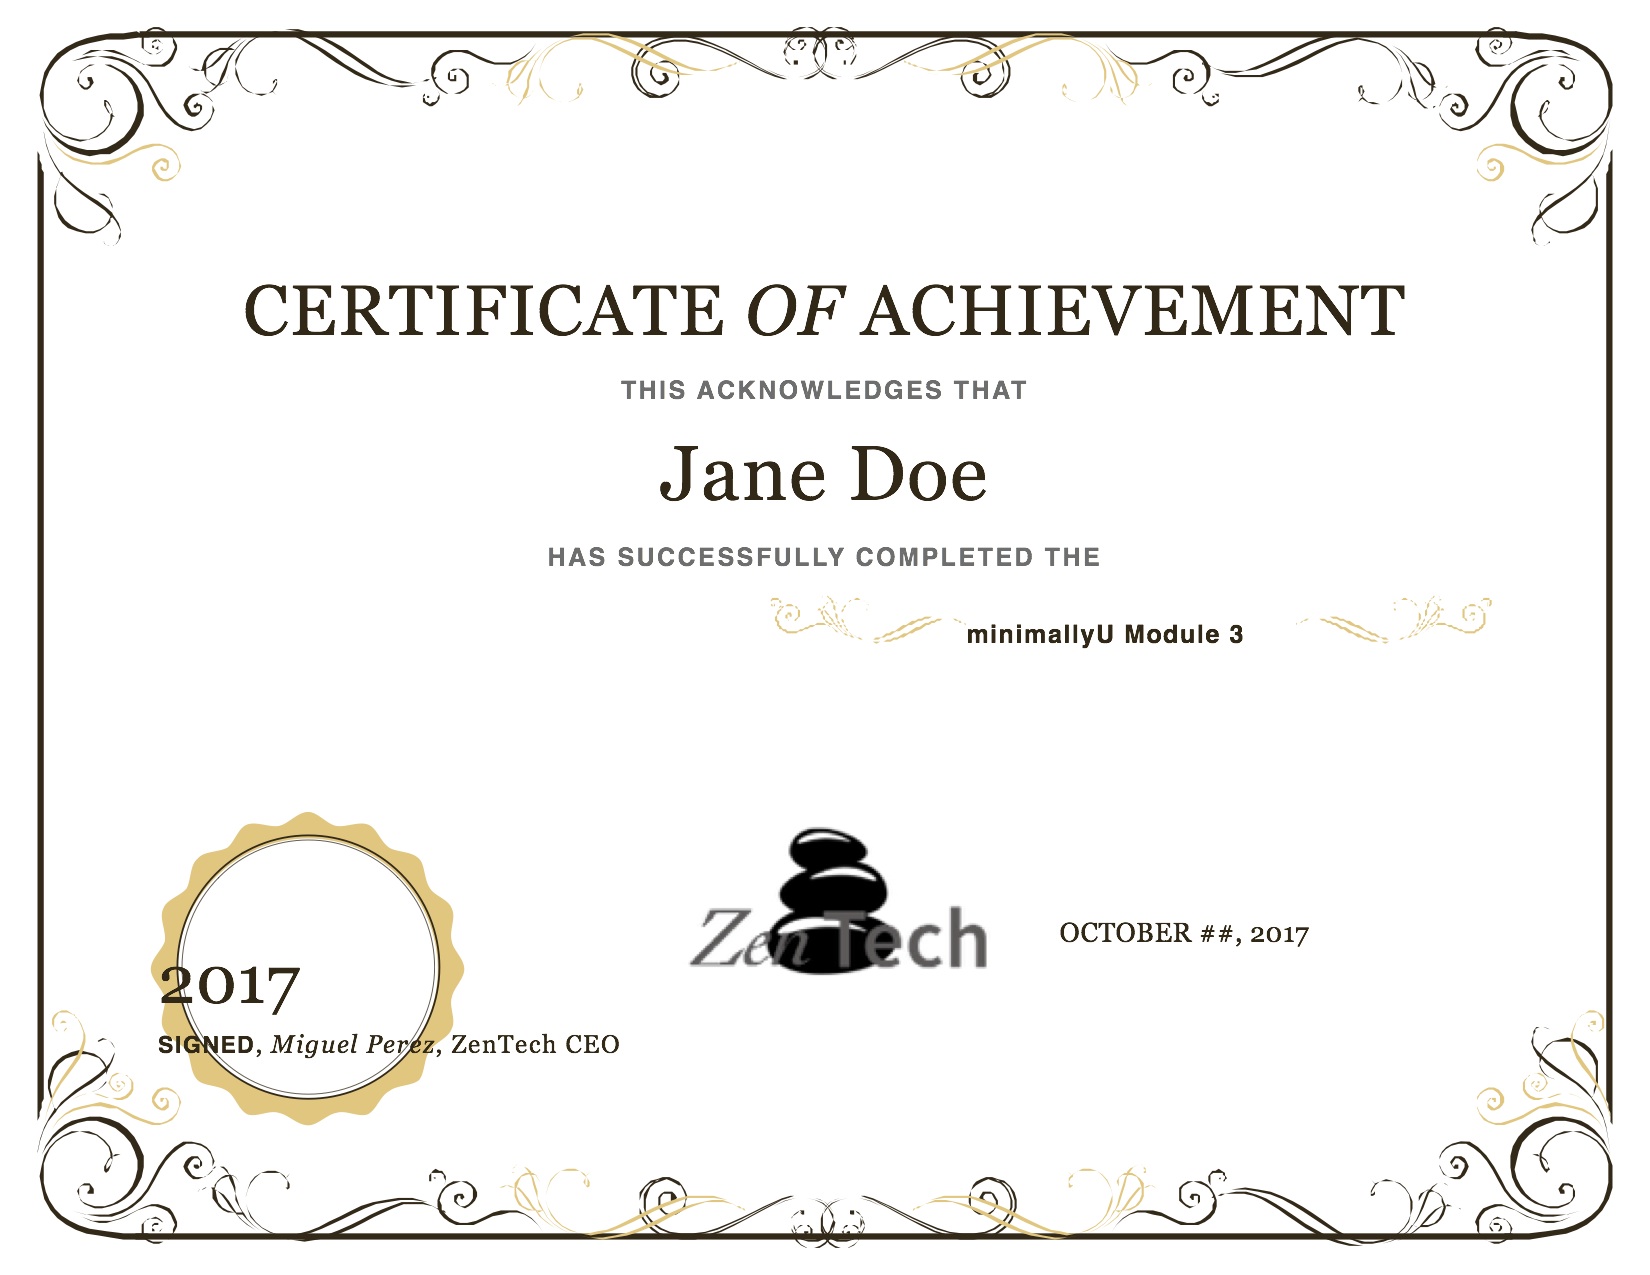 CERTIFICATE OF ACHIEVEMENT
THIS ACKNOWLEDGES THAT
Jane Doe
HAS SUCCESSFULLY COMPLETED THE
minimallyU Module 3
ZenTech
OCTOBER ##, 2017
2017
SIGNED, Miguel Perez, ZenTech CEO